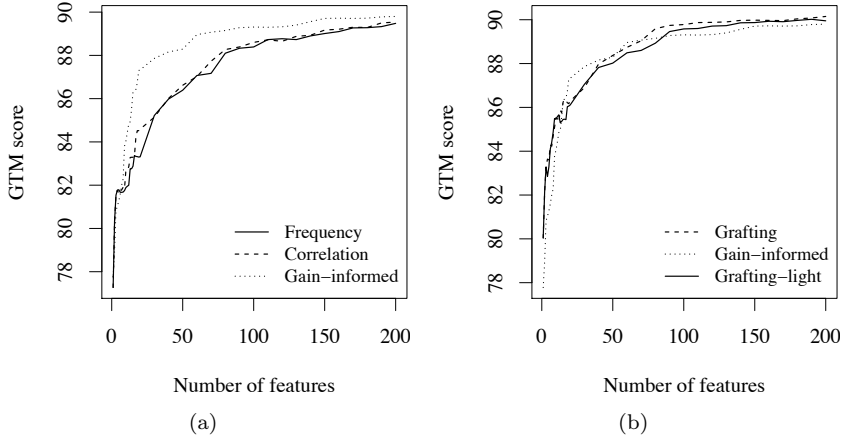 90
88
86
84
82
80
78
GTM score
0 50 100 150 200
Number of features
Frequency
Correlation
Gain−informed
(a)
90
88
86
84
82
80
78
GTM score
0 50 100 150 200
Number of features
Grafting
Gain−informed
Grafting−light
(b)